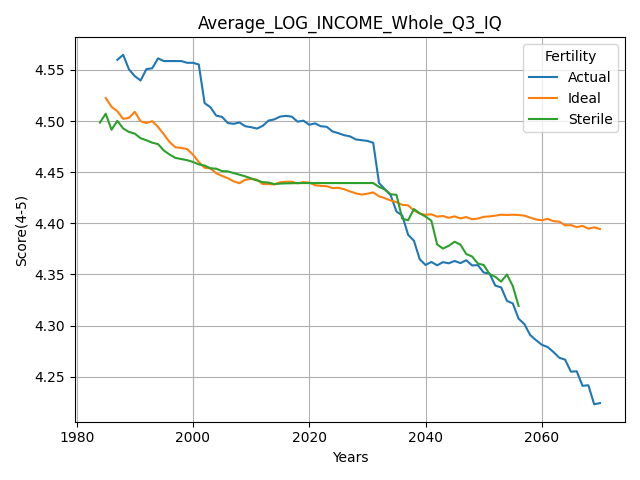 Average_LOG_INCOME_Whole_Q3_IQ
Fertility
Actual
Ideal
Sterile
Score(4-5)
4.55
4.50
4.45
4.40
4.35
4.30
4.25
1980
2000
2020
2040
2060
Years